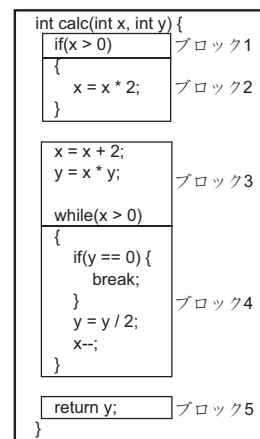 int calc(int x, int y) {
if(x > 0) ブロック1
{
x = x * 2; ブロック2
}
x = x + 2;
y = x * y; ブロック3
while(x > 0)
{
if(y == 0) {
break;
}
y = y / 2; ブロック4
x--;
}
return y; ブロック5
}